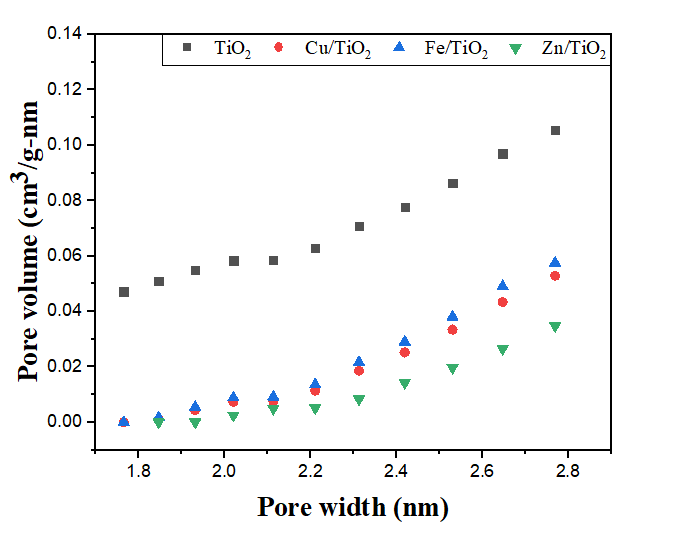 0.14
TiO₂ Cu/TiO₂ Fe/TiO₂ Zn/TiO₂
0.12
0.10
0.08
0.06
0.04
0.02
0.00
Pore volume (cm³/g-nm)
1.8 2.0 2.2 2.4 2.6 2.8
Pore width (nm)